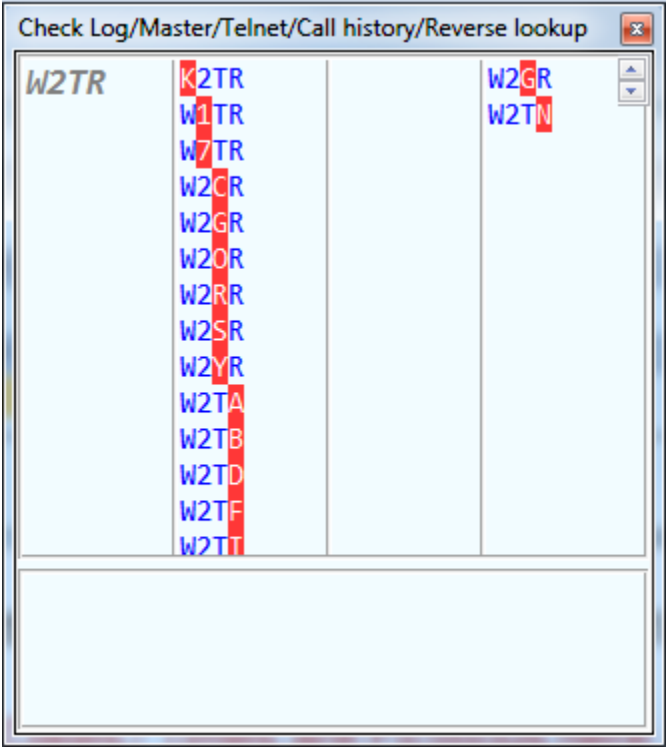 Check Log/Master/Telnet/Call history/Reverse lookup
W2TR
K2TR
W1TR
W7TR
W2CR
W2GR
W2OR
W2RR
W2SR
W2YR
W2TA
W2TB
W2TD
W2TF
W2GR
W2TN